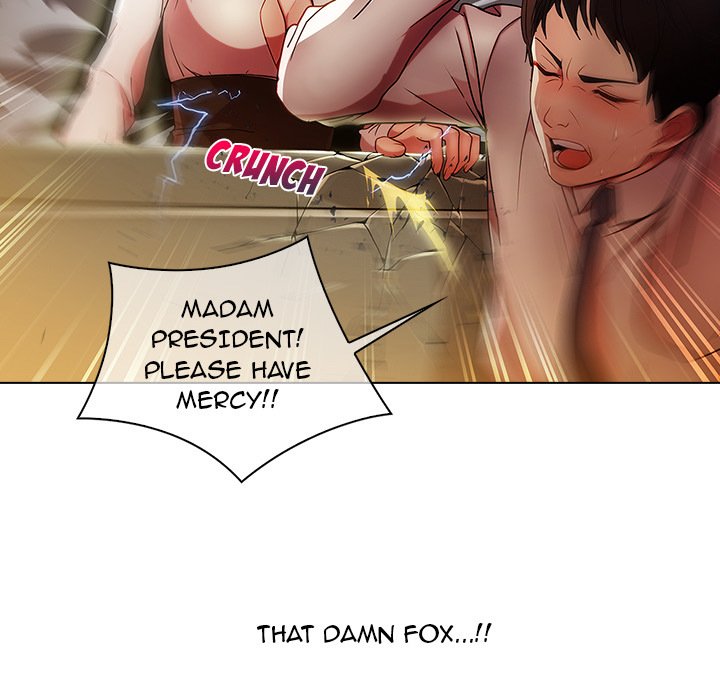 CRUNCH
MADAM
PRESIDENT!
PLEASE HAVE
MERCY!!
THAT DAMN FOX...!!